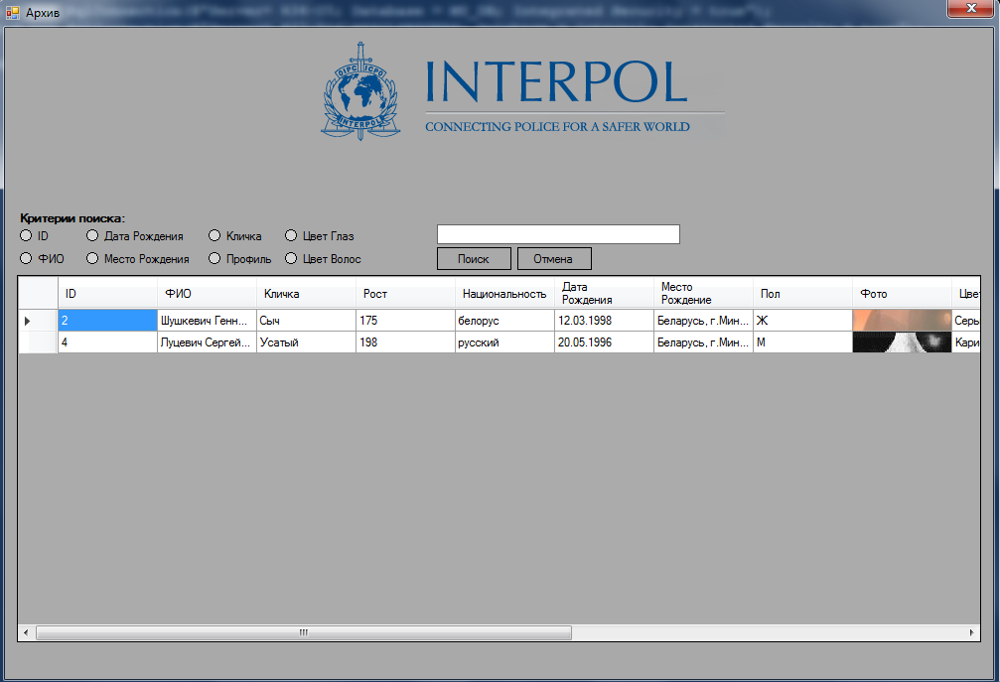 Архив
OIPC ICPO
INTERPOL
INTERPOL
CONNECTING POLICE FOR A SAFER WORLD
Критерии поиска:
ID Дата Рождения Кличка Цвет Глаз
ФИО Место Рождения Профиль Цвет Волос
Поиск Отмена
ID ФИО Кличка Рост Национальность Дата Рождения Место Рождение Пол Фото Цвет
2 Шушкевич Генн... Сыч 175 белорус 12.03.1998 Беларусь, г.Мин... Ж Серы
4 Луцевич Сергей... Усатый 198 русский 20.05.1996 Беларусь, г.Мин... М Кари